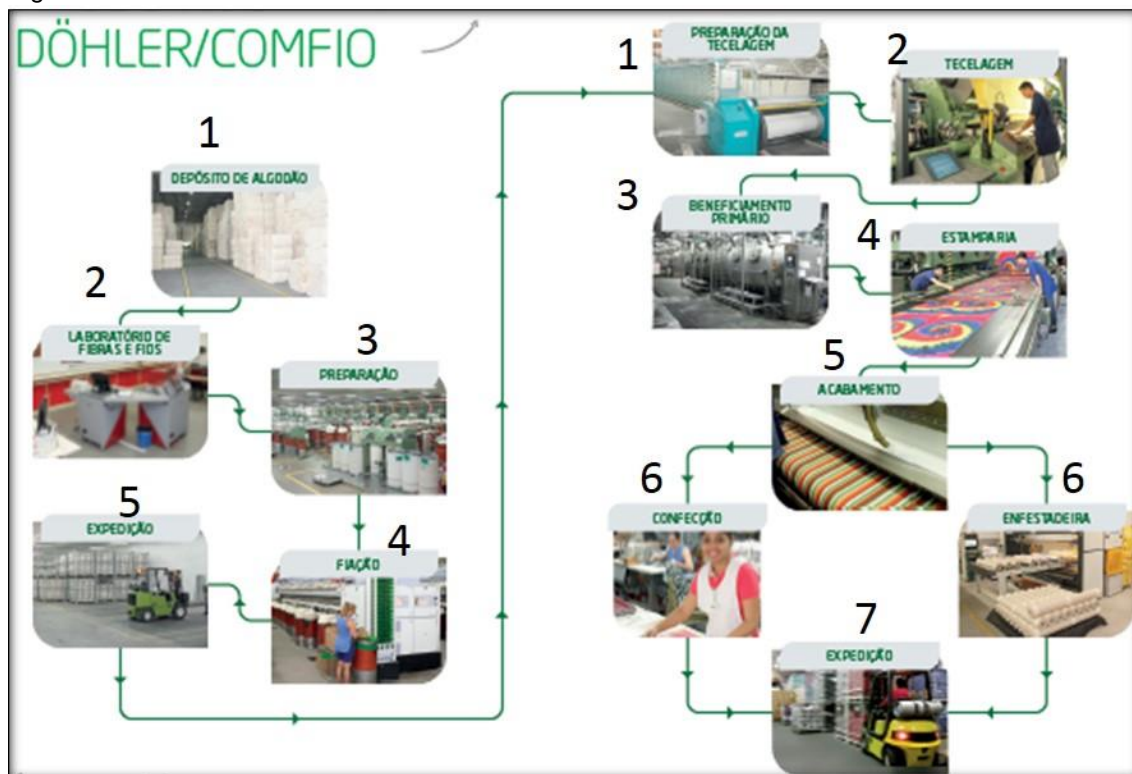 DÖHLER/COMFIO
1
DEPÓSITO DE ALGODÃO
2
LABORATÓRIO DE
FIBRAS E FIOS
3
PREPARAÇÃO
4
FIAÇÃO
5
EXPEDIÇÃO
1
PREPARAÇÃO DA
TECELAGEM
2
TECELAGEM
3
BENEFICIAMENTO
PRIMÁRIO
4
ESTAMPARIA
5
ACABAMENTO
6
CONFECÇÃO
6
ENFESTADEIRA
7
EXPEDIÇÃO